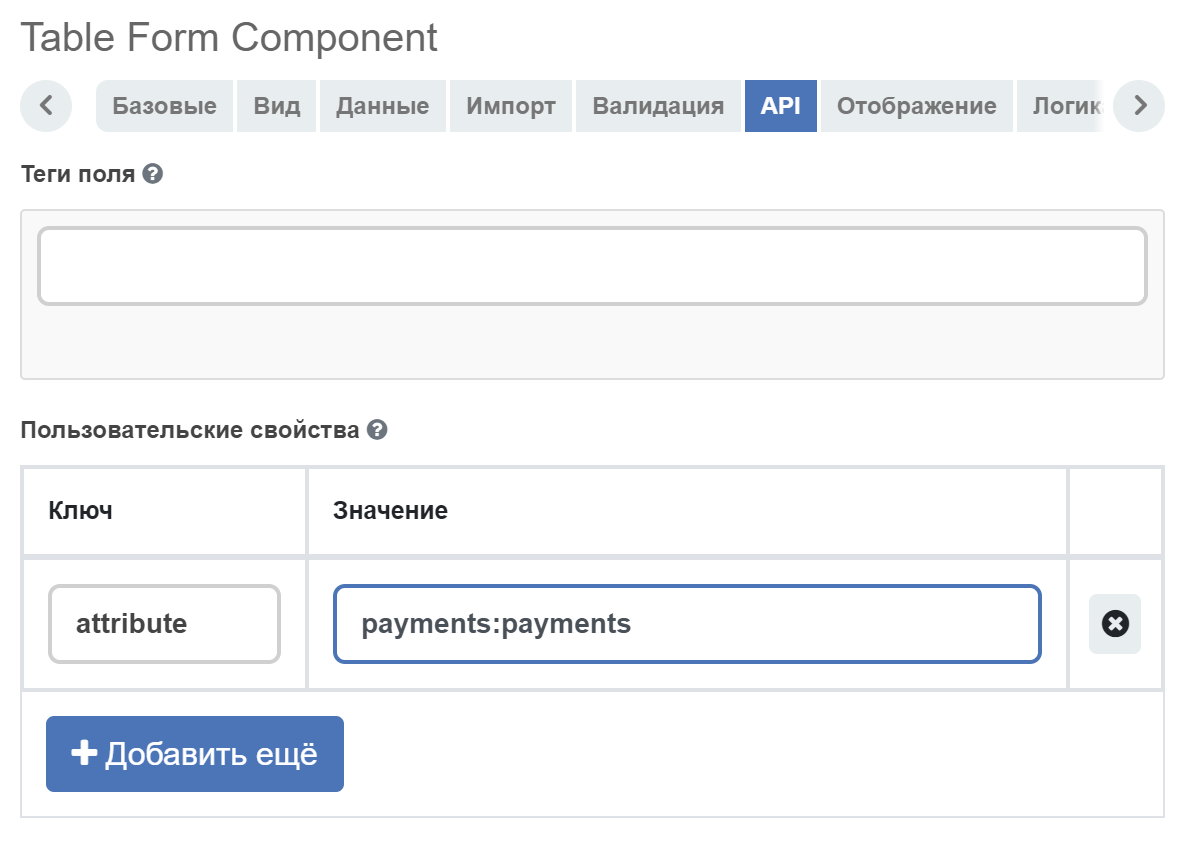 Table Form Component
Базовые Вид Данные Импорт Валидация API Отображение Логик
Теги поля
Пользовательские свойства
Ключ Значение
attribute payments:payments
Добавить ещё